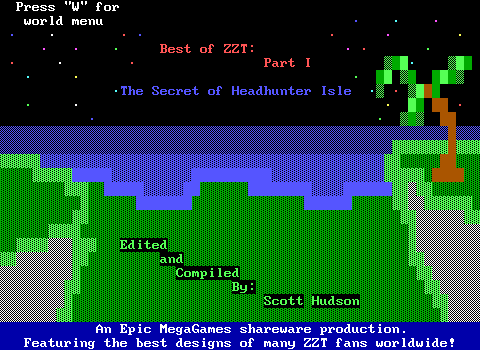 Press "W" for
world menu
Best of ZZT:
Part I
The Secret of Headhunter Isle
Edited
and
Compiled
By:
Scott Hudson
An Epic MegaGames shareware production.
Featuring the best designs of many ZZT fans worldwide!